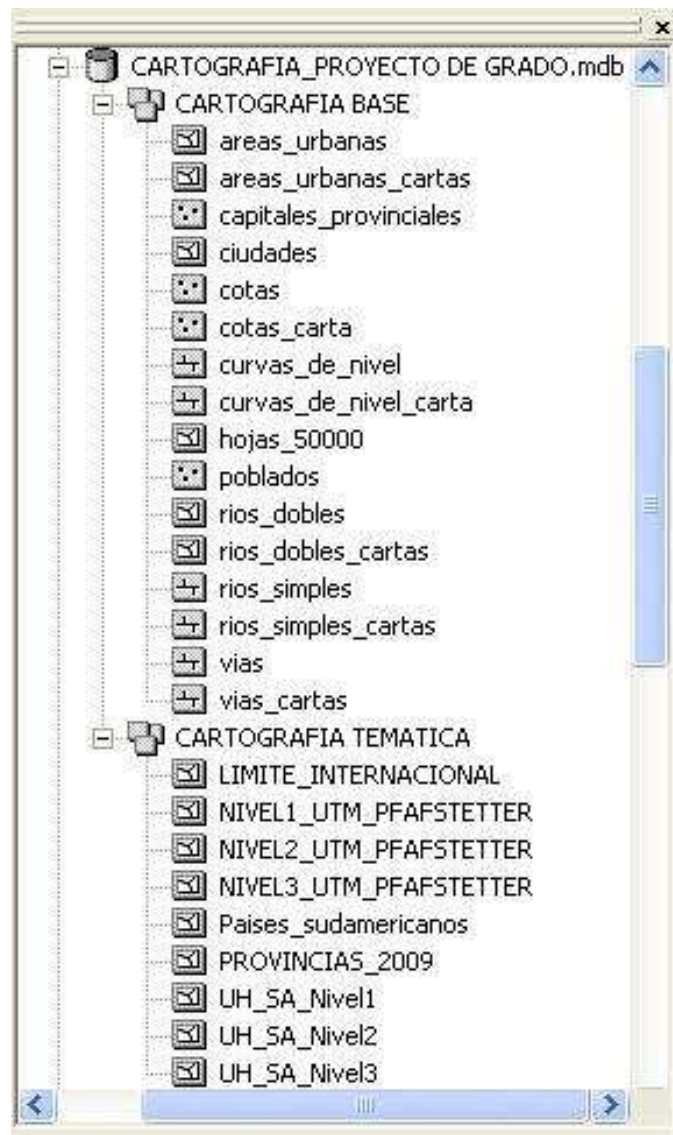 CARTOGRAFIA_PROYECTO DE GRADO.mdb
CARTOGRAFIA BASE
areas_urbanas
areas_urbanas_cartas
capitales_provinciales
ciudades
cotas
cotas_carta
curvas_de_nivel
curvas_de_nivel_carta
hojas_50000
poblados
rios_dobles
rios_dobles_cartas
rios_simples
rios_simples_cartas
vias
vias_cartas
CARTOGRAFIA TEMATICA
LIMITE_INTERNACIONAL
NIVEL1_UTM_PFAFSTETTER
NIVEL2_UTM_PFAFSTETTER
NIVEL3_UTM_PFAFSTETTER
Paises_sudamericanos
PROVINCIAS_2009
UH_SA_Nivel1
UH_SA_Nivel2
UH_SA_Nivel3